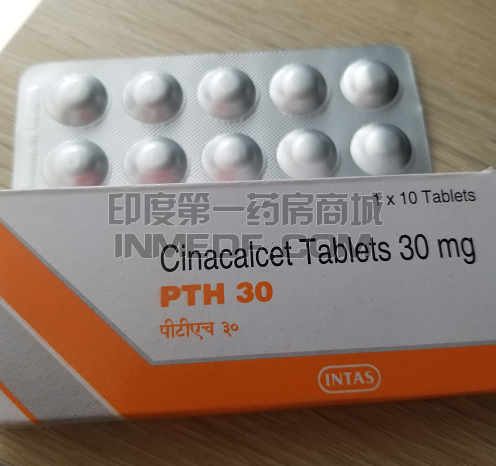 1 x 10 Tablets
印度第一药房商城
INMEDE.COM
Cinacalcet Tablets 30 mg
PTH 30
पीटीएच ३०
INTAS